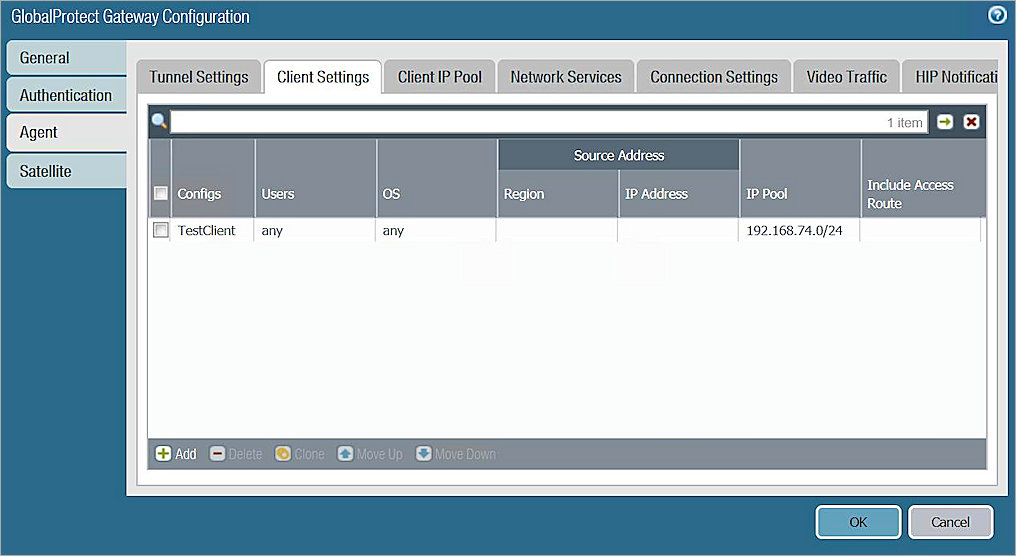 GlobalProtect Gateway Configuration
General
Authentication
Agent
Satellite
Tunnel Settings Client Settings Client IP Pool Network Services Connection Settings Video Traffic HIP Notificati
1 item
Source Address
Configs Users OS Region IP Address IP Pool Include Access
Route
TestClient any any 192.168.74.0/24
Add Delete Clone Move Up Move Down
OK Cancel